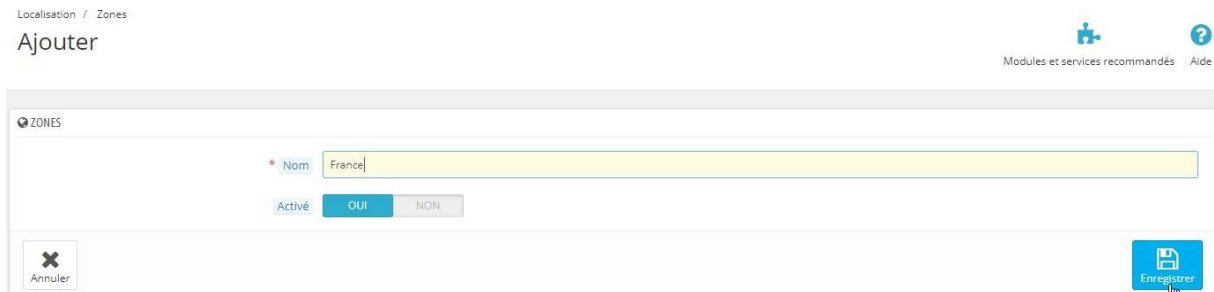 Localisation / Zones
Ajouter
Modules et services recommandés
Aide
ZONES
* Nom France
Activé OUI NON
Annuler
Enregistrer